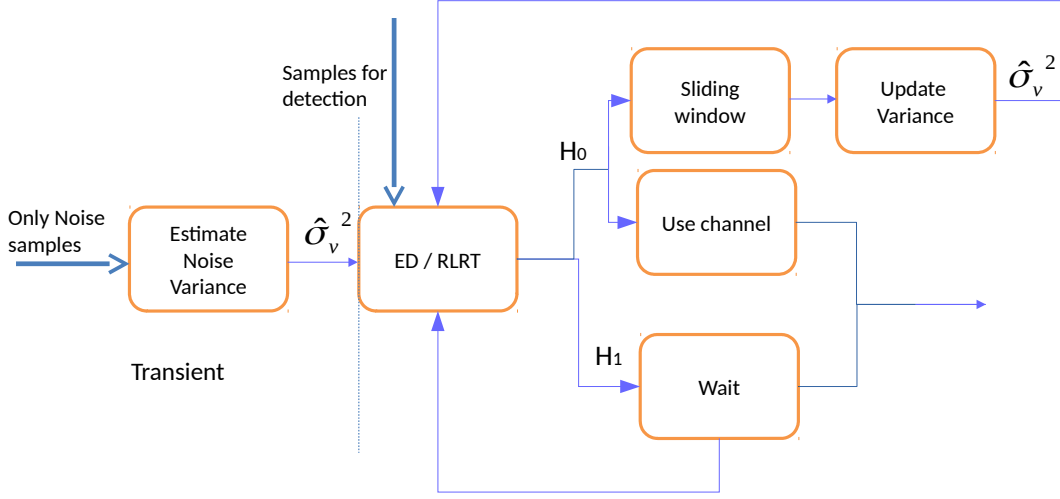 Samples for
detection
Sliding
window
Update
Variance
σ̂ᵥ²
H₀
Only Noise
samples
Estimate
Noise
Variance
σ̂ᵥ²
ED / RLRT
Use channel
Transient
H₁
Wait